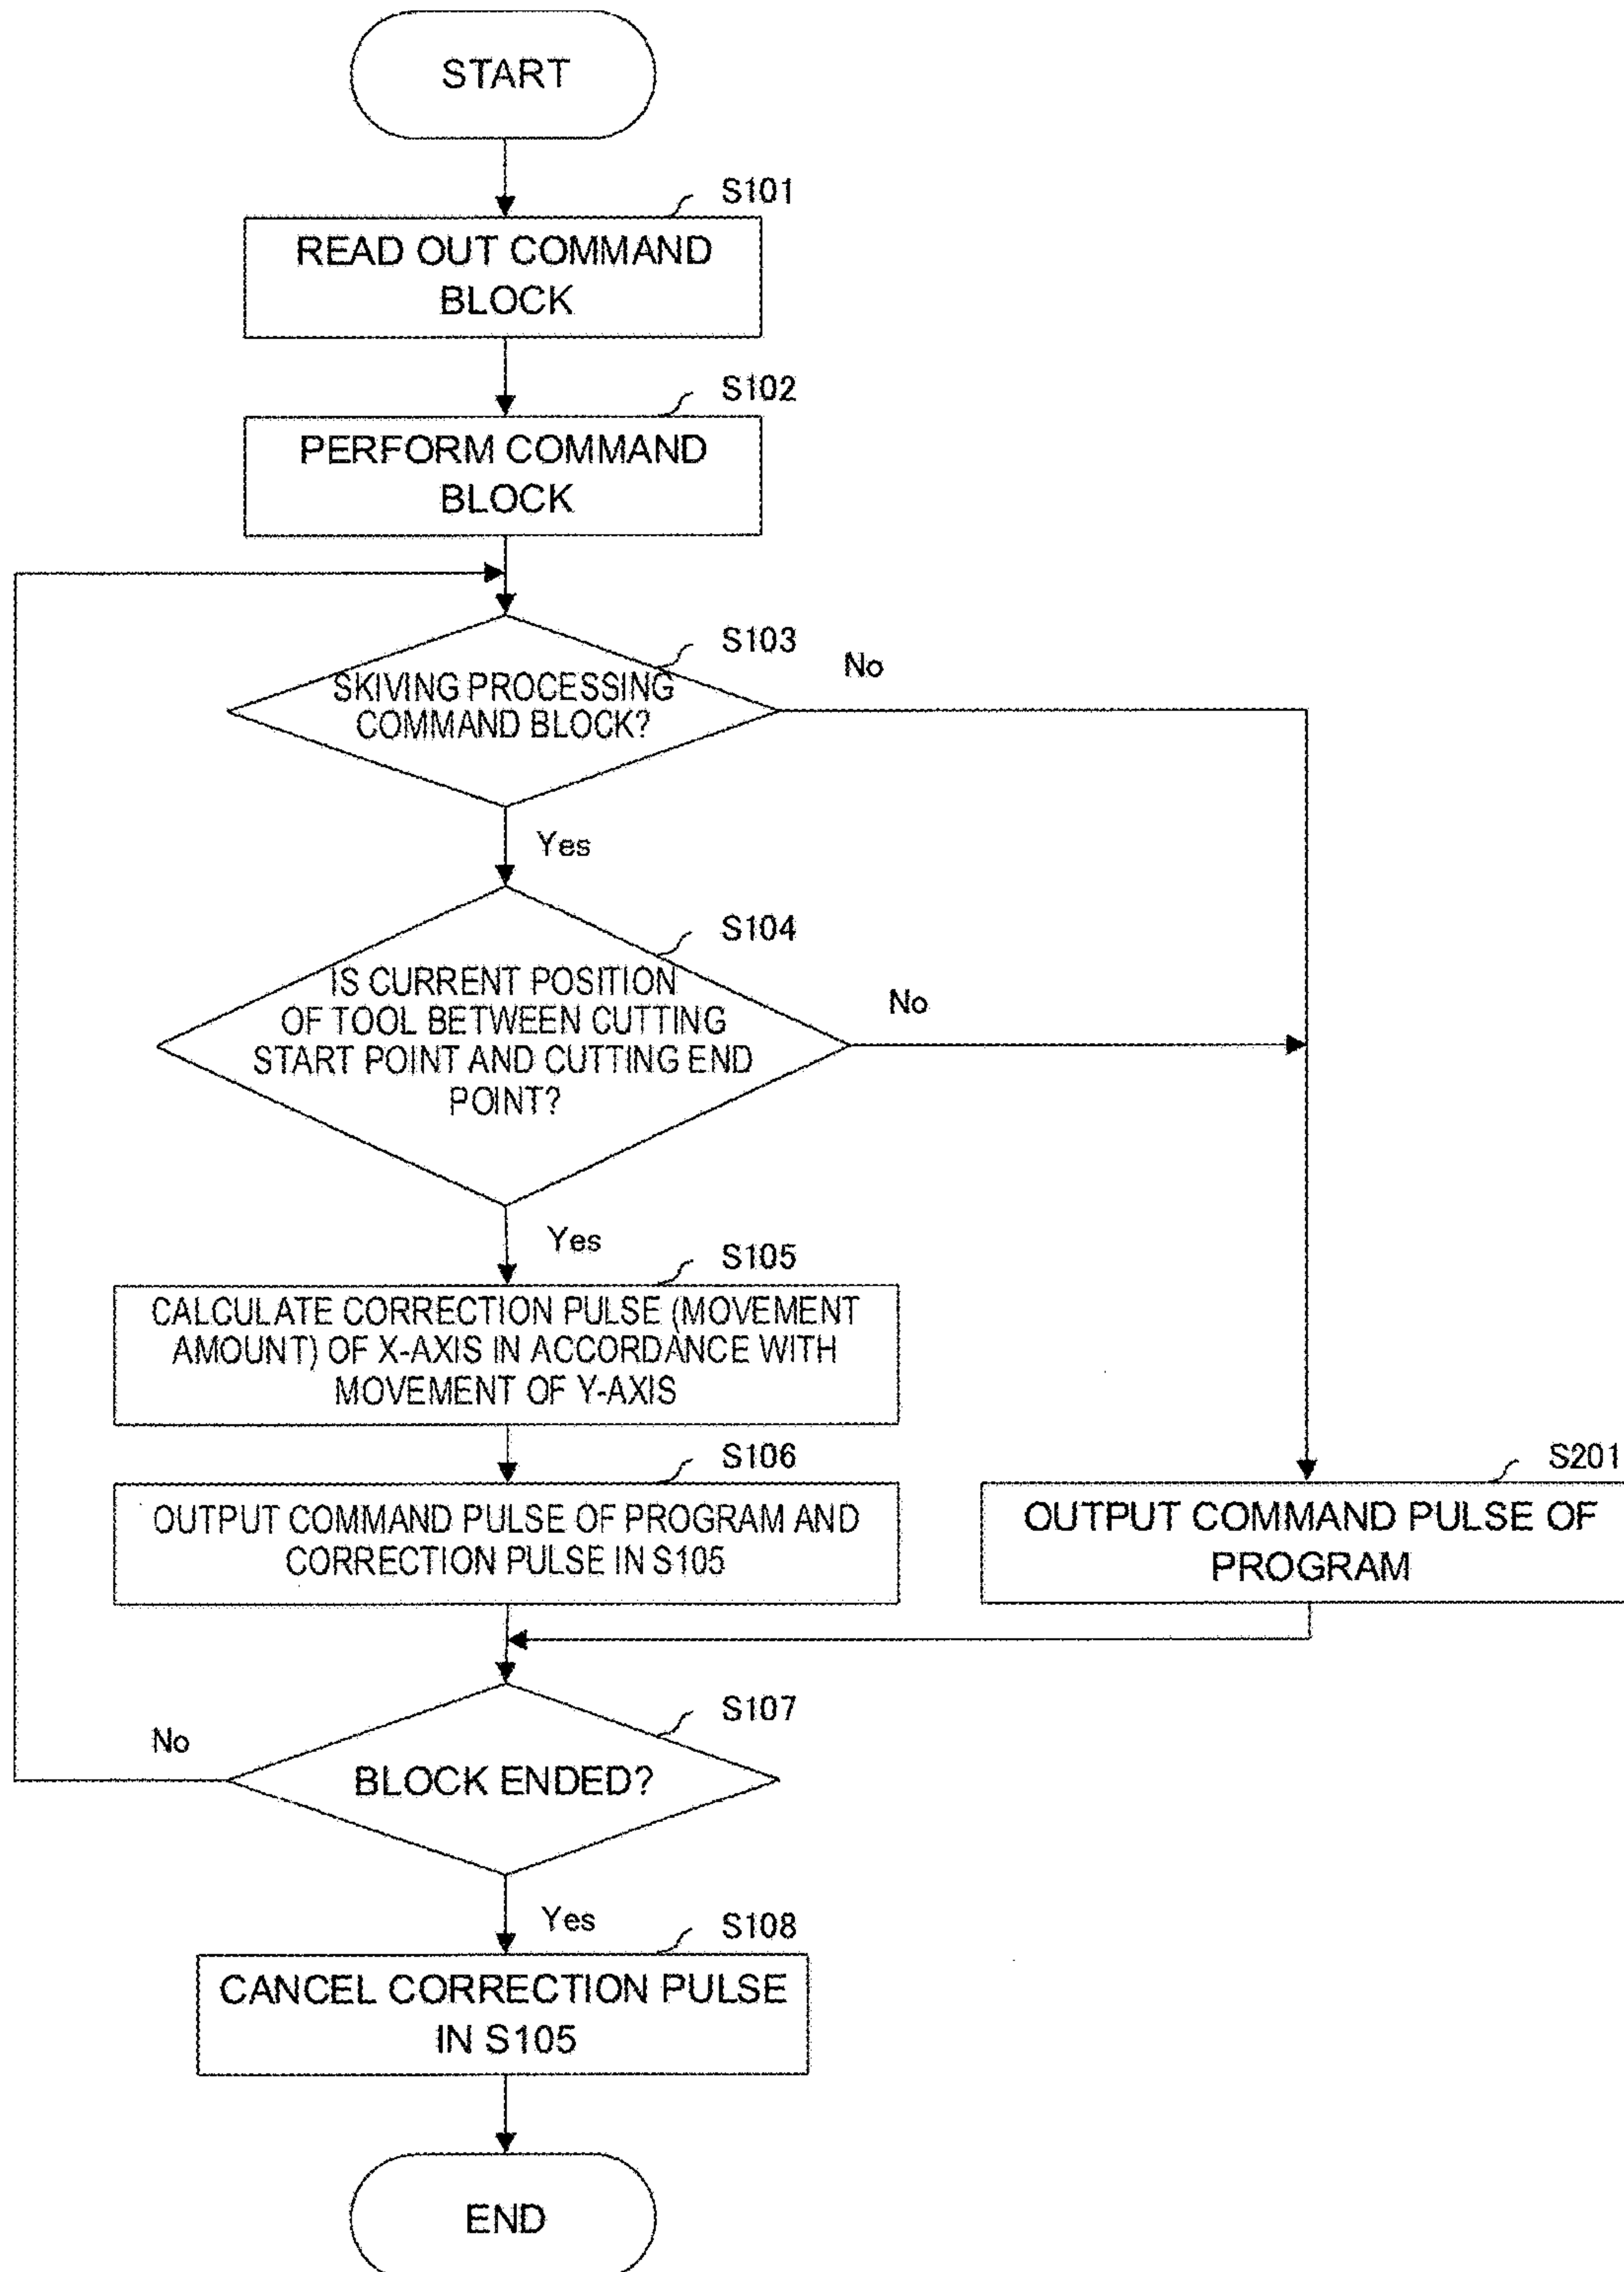 START
S101
READ OUT COMMAND
BLOCK
S102
PERFORM COMMAND
BLOCK
S103
No
SKIVING PROCESSING
COMMAND BLOCK?
Yes
S104
IS CURRENT POSITION
OF TOOL BETWEEN CUTTING
START POINT AND CUTTING END
POINT?
No
Yes
S105
CALCULATE CORRECTION PULSE (MOVEMENT
AMOUNT) OF X-AXIS IN ACCORDANCE WITH
MOVEMENT OF Y-AXIS
S106
OUTPUT COMMAND PULSE OF PROGRAM AND
CORRECTION PULSE IN S105
S201
OUTPUT COMMAND PULSE OF
PROGRAM
S107
No
BLOCK ENDED?
Yes
S108
CANCEL CORRECTION PULSE
IN S105
END